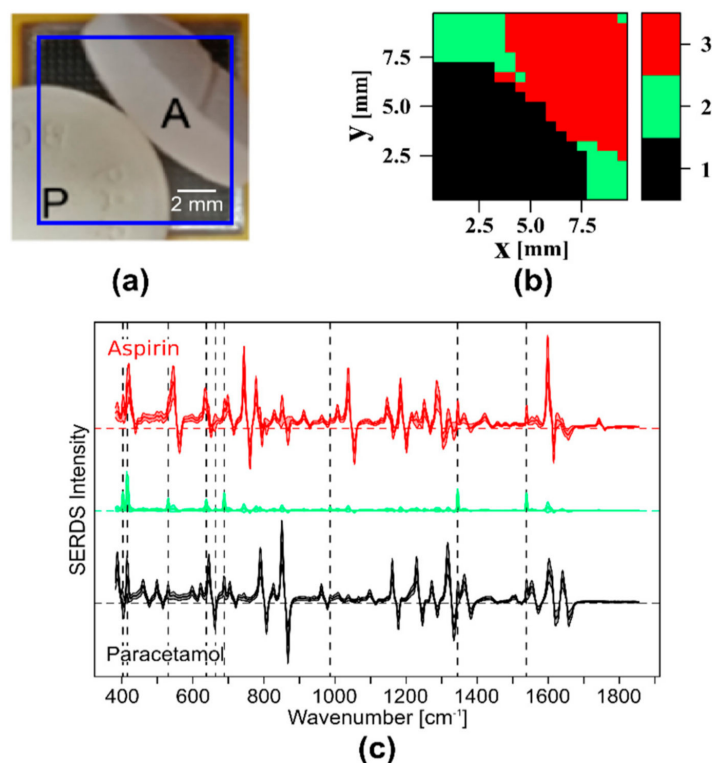 A
P
2 mm
(a)
7.5
5.0
2.5
y [mm]
2.5
5.0
7.5
x [mm]
3
2
1
(b)
Aspirin
Paracetamol
SERDS Intensity
400
600
800
1000
1200
1400
1600
1800
Wavenumber [cm⁻¹]
(c)